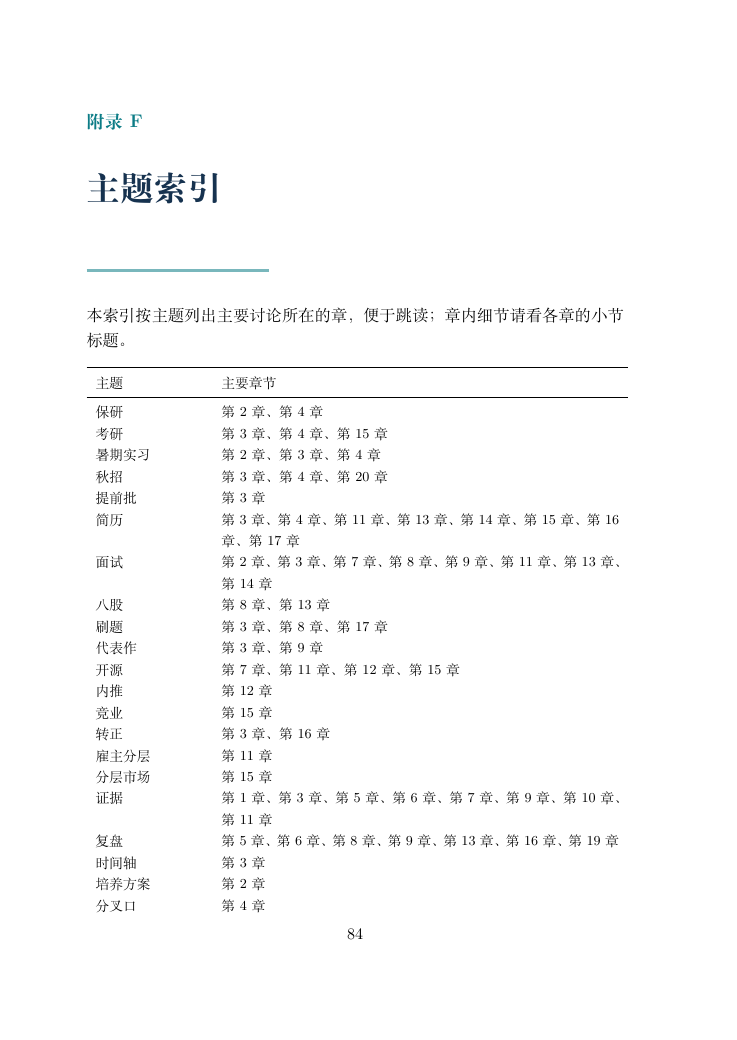 附录 F
主题索引
本索引按主题列出主要讨论所在的章，便于跳读；章内细节请看各章的小节
标题。
主题 主要章节
保研 第 2 章、第 4 章
考研 第 3 章、第 4 章、第 15 章
暑期实习 第 2 章、第 3 章、第 4 章
秋招 第 3 章、第 4 章、第 20 章
提前批 第 3 章
简历 第 3 章、第 4 章、第 11 章、第 13 章、第 14 章、第 15 章、第 16
章、第 17 章
面试 第 2 章、第 3 章、第 7 章、第 8 章、第 9 章、第 11 章、第 13 章、
第 14 章
八股 第 8 章、第 13 章
刷题 第 3 章、第 8 章、第 17 章
代表作 第 3 章、第 9 章
开源 第 7 章、第 11 章、第 12 章、第 15 章
内推 第 12 章
竞业 第 15 章
转正 第 3 章、第 16 章
雇主分层 第 11 章
分层市场 第 15 章
证据 第 1 章、第 3 章、第 5 章、第 6 章、第 7 章、第 9 章、第 10 章、
第 11 章
复盘 第 5 章、第 6 章、第 8 章、第 9 章、第 13 章、第 16 章、第 19 章
时间轴 第 3 章
培养方案 第 2 章
分叉口 第 4 章
84